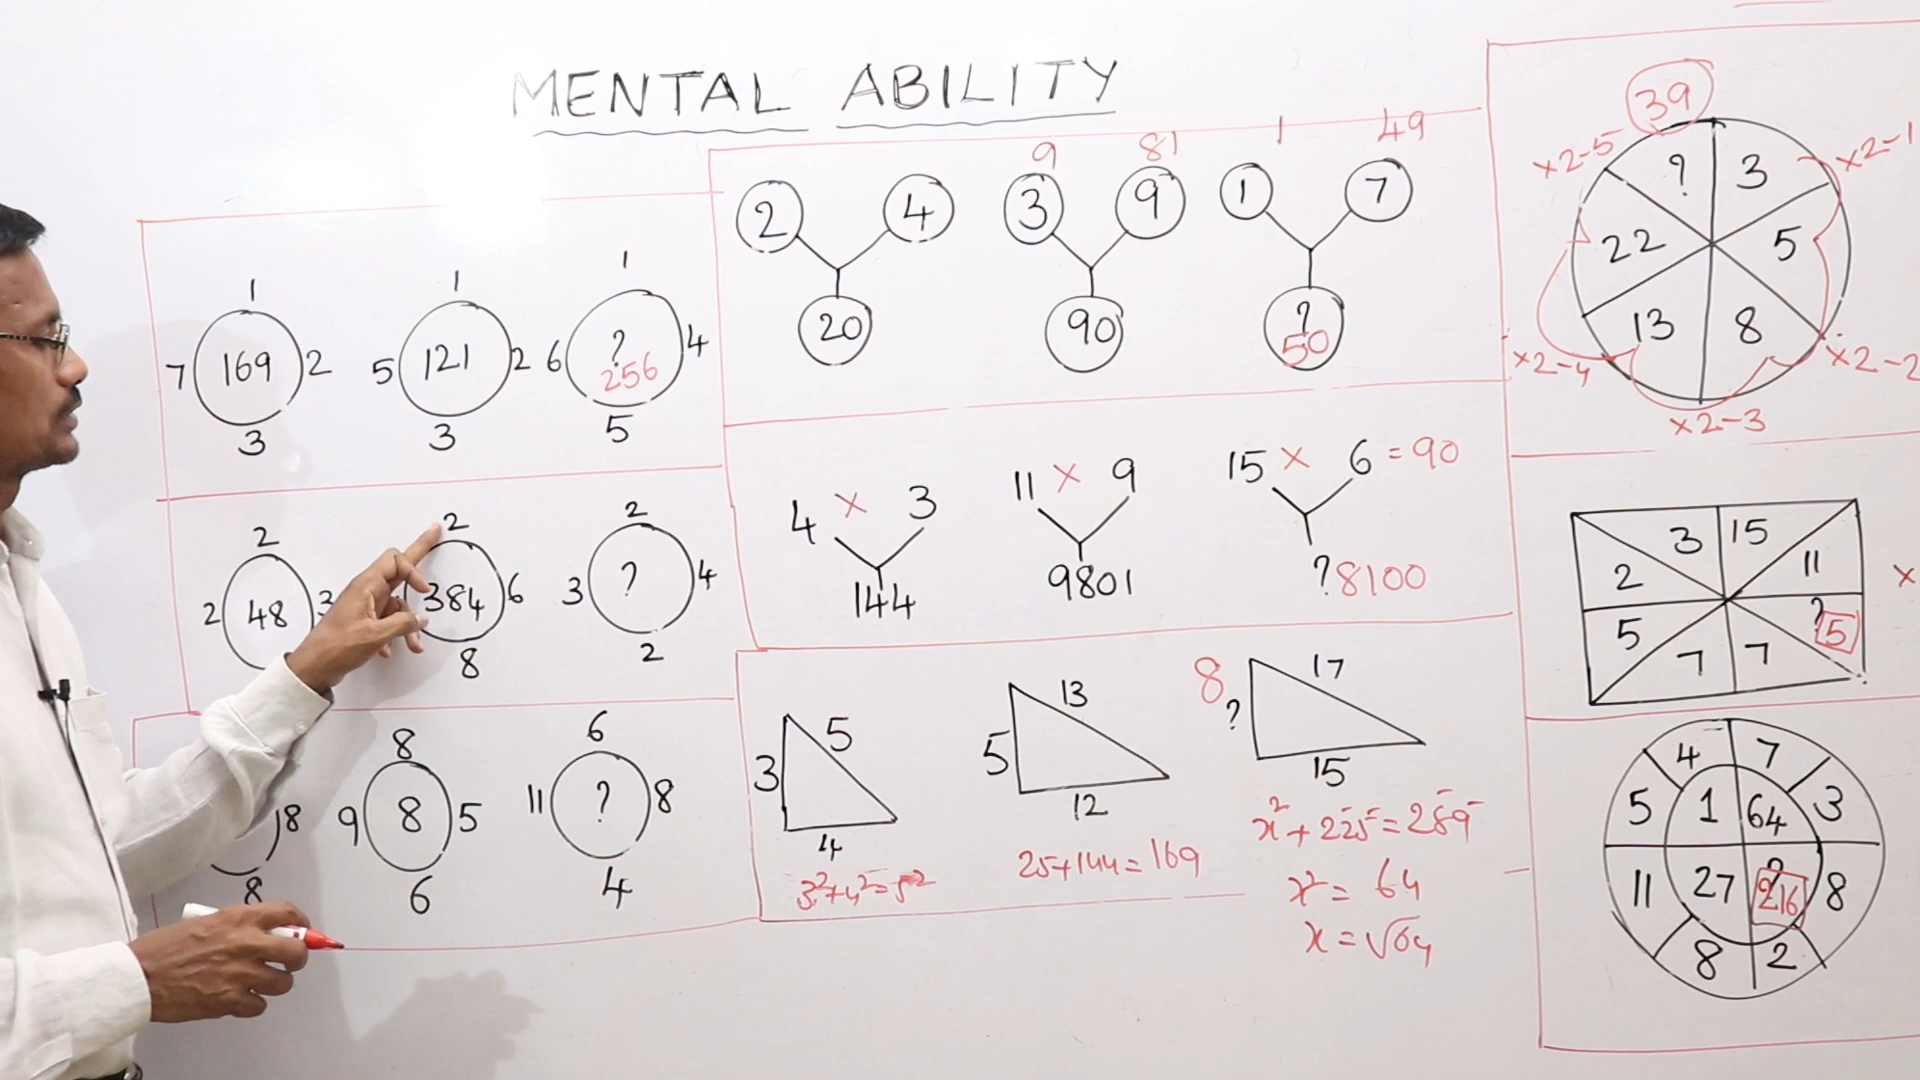 MENTAL ABILITY
1
7 169 2
3
1
5 121 2
3
1
6 ? 4
256
5
2 4
20
9 81
3 9
90
1 49
1 7
?
50
39
×2-5 ? 3 ×2-1
22 5
13 8
×2-4 ×2-2
×2-3
2
2 48 3
2
384 6
8
2
3 ? 4
2
4 × 3
144
11 × 9
9801
15 × 6 = 90
? 8100
3 15
2 11 ×
5 ? 5
7 7
8
8
8
9 8 5
6
6
11 ? 8
4
3 5
4
3²+4²=5²
13
5
12
25+144=169
8 17
?
15
x²+225=289
x²= 64
x = √64
4 7
5 1 64 3
11 27 ? 8
216
8 2